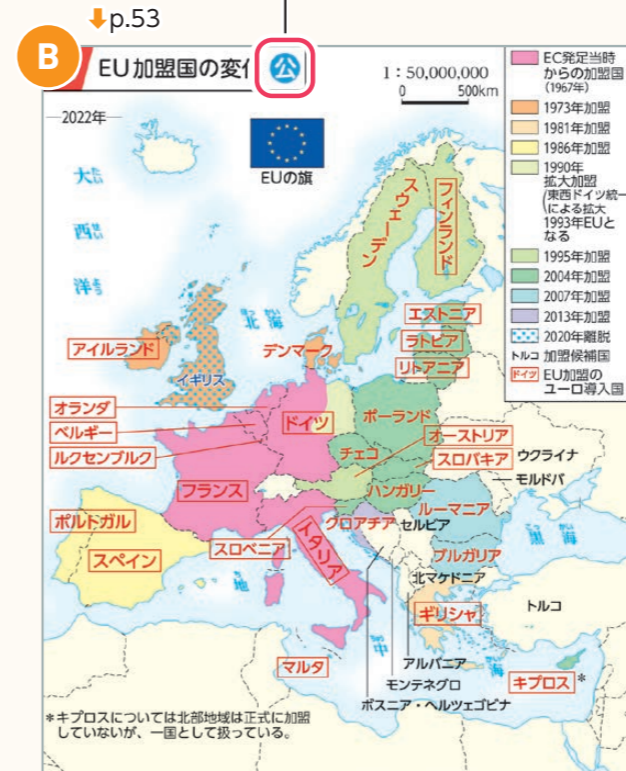 p.53
B
EU加盟国の変化
公
1：50,000,000
0 500km
2022年
EUの旗
EC発足当時
からの加盟国
(1967年)
1973年加盟
1981年加盟
1986年加盟
1990年
拡大加盟
(東西ドイツ統一
による拡大
1993年EUと
なる
1995年加盟
2004年加盟
2007年加盟
2013年加盟
2020年離脱
トルコ 加盟候補国
ドイツ EU加盟の
ユーロ導入国
大
西
洋
北海
スウェーデン
フィンランド
エストニア
ラトビア
リトアニア
アイルランド
イギリス
デンマーク
オランダ
ベルギー
ルクセンブルク
ドイツ
ポーランド
チェコ
オーストリア
スロバキア
ウクライナ
モルドバ
フランス
ハンガリー
ルーマニア
ポルトガル
スペイン
スロベニア
イタリア
クロアチア
セルビア
ブルガリア
黒海
北マケドニア
地
中
海
ギリシャ
トルコ
マルタ
アルバニア
モンテネグロ
ボスニア・ヘルツェゴビナ
キプロス*
*キプロスについては北部地域は正式に加盟
していないが、一国として扱っている。